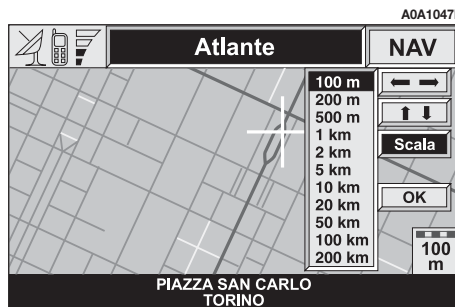 A0A1047
Atlante
NAV
100 m
200 m
500 m
1 km
2 km
5 km
10 km
20 km
50 km
100 km
200 km
Scala
OK
100
m
PIAZZA SAN CARLO
TORINO